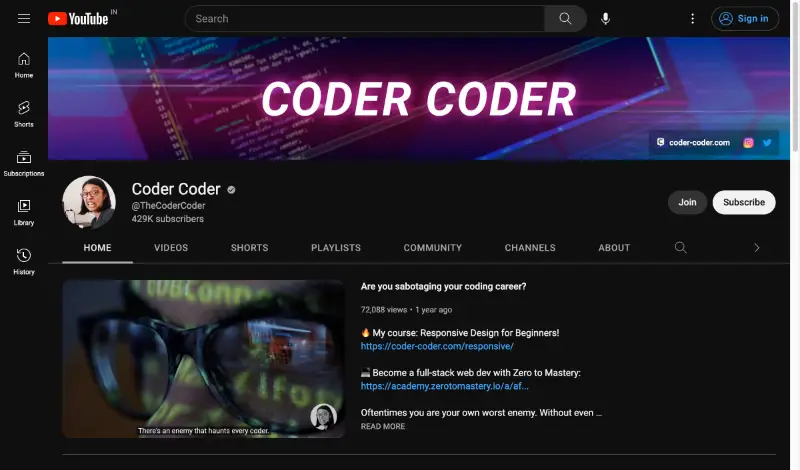 YouTube IN
Search
Sign in
Home
Shorts
Subscriptions
Library
History
CODER CODER
coder-coder.com
Coder Coder
@TheCoderCoder
429K subscribers
Join
Subscribe
HOME VIDEOS SHORTS PLAYLISTS COMMUNITY CHANNELS ABOUT
There's an enemy that haunts every coder.
Are you sabotaging your coding career?
72,088 views • 1 year ago
🔥 My course: Responsive Design for Beginners!
https://coder-coder.com/responsive/
💻 Become a full-stack web dev with Zero to Mastery:
https://academy.zerotomastery.io/a/af...
Oftentimes you are your own worst enemy. Without even ...
READ MORE